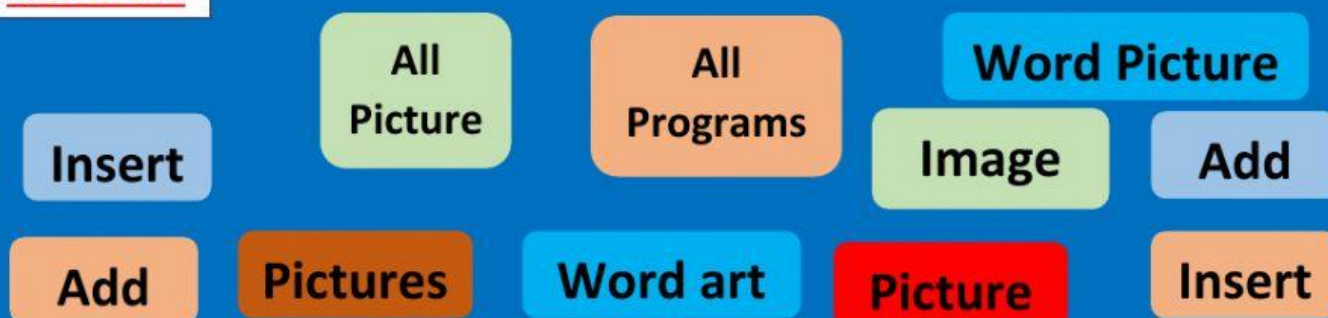 All
Picture
All
Programs
Word Picture
Insert
Image
Add
Add
Pictures
Word art
Picture
Insert